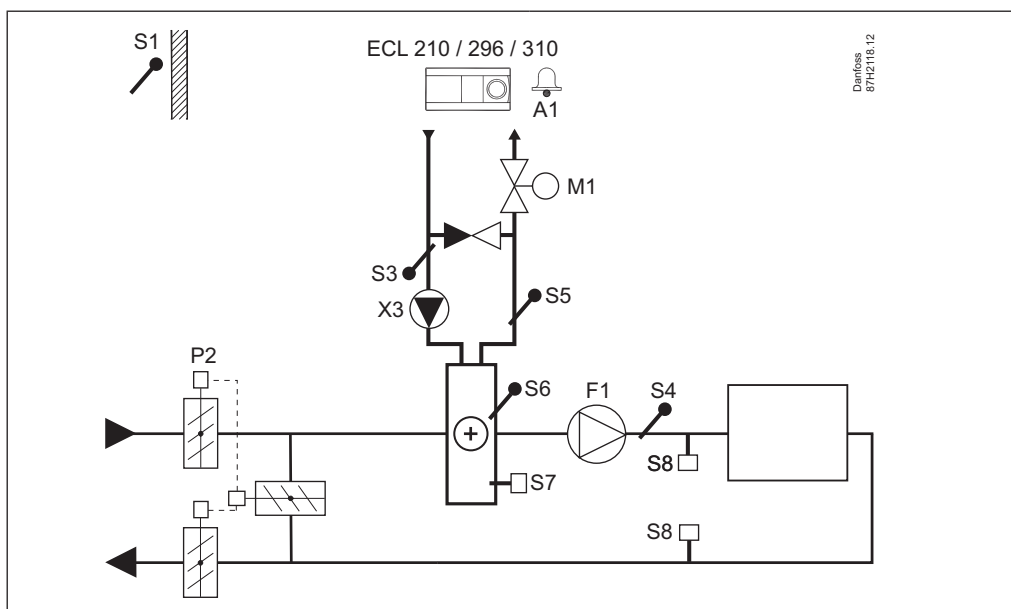 S1
ECL 210 / 296 / 310
A1
Danfoss
87H2118.12
M1
S3
S5
X3
P2
S6
F1
S4
S8
S7
S8